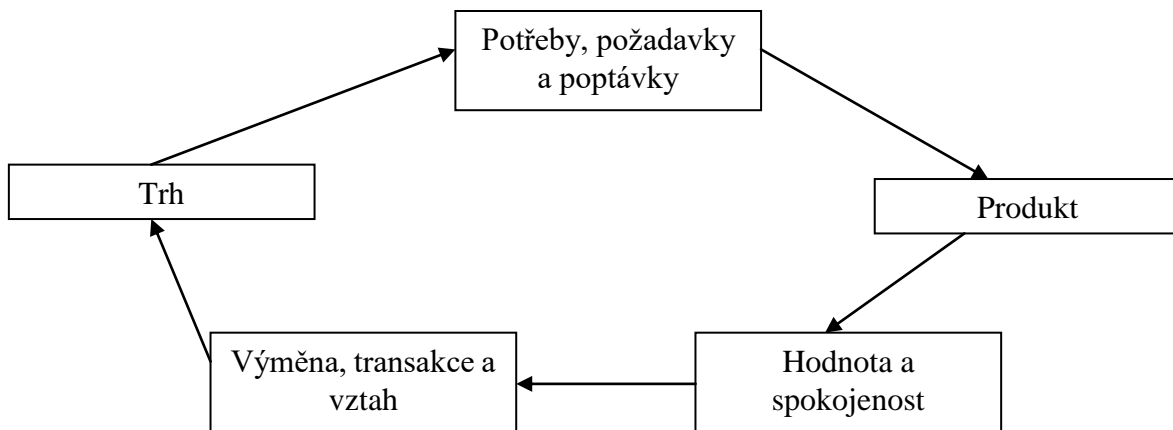 Potřeby, požadavky
a poptávky
Trh
Produkt
Výměna, transakce a
vztah
Hodnota a
spokojenost